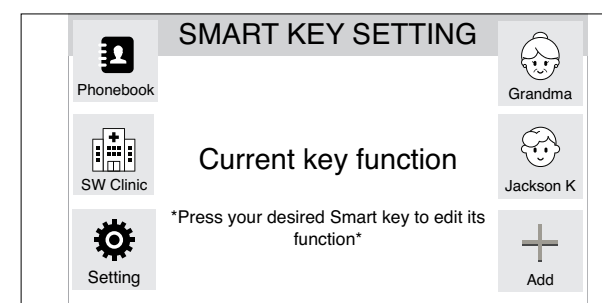 SMART KEY SETTING
Phonebook
Grandma
SW Clinic
Current key function
Jackson K
*Press your desired Smart key to edit its
function*
Setting
Add